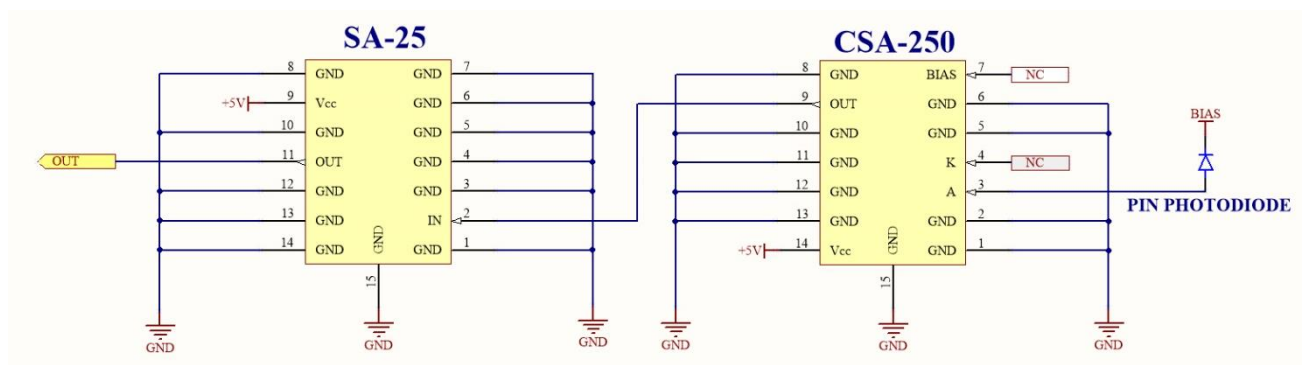 SA-25
8 GND GND 7
+5V 9 Vcc GND 6
10 GND GND 5
OUT 11 OUT GND 4
12 GND GND 3
13 GND IN 2
14 GND GND 1
GND
15
GND GND GND
CSA-250
8 GND BIAS 7 NC
9 OUT GND 6
10 GND GND 5
11 GND K 4 NC
12 GND A 3
13 GND GND 2
+5V 14 Vcc GND 1
GND
15
GND GND GND
BIAS
PIN PHOTODIODE